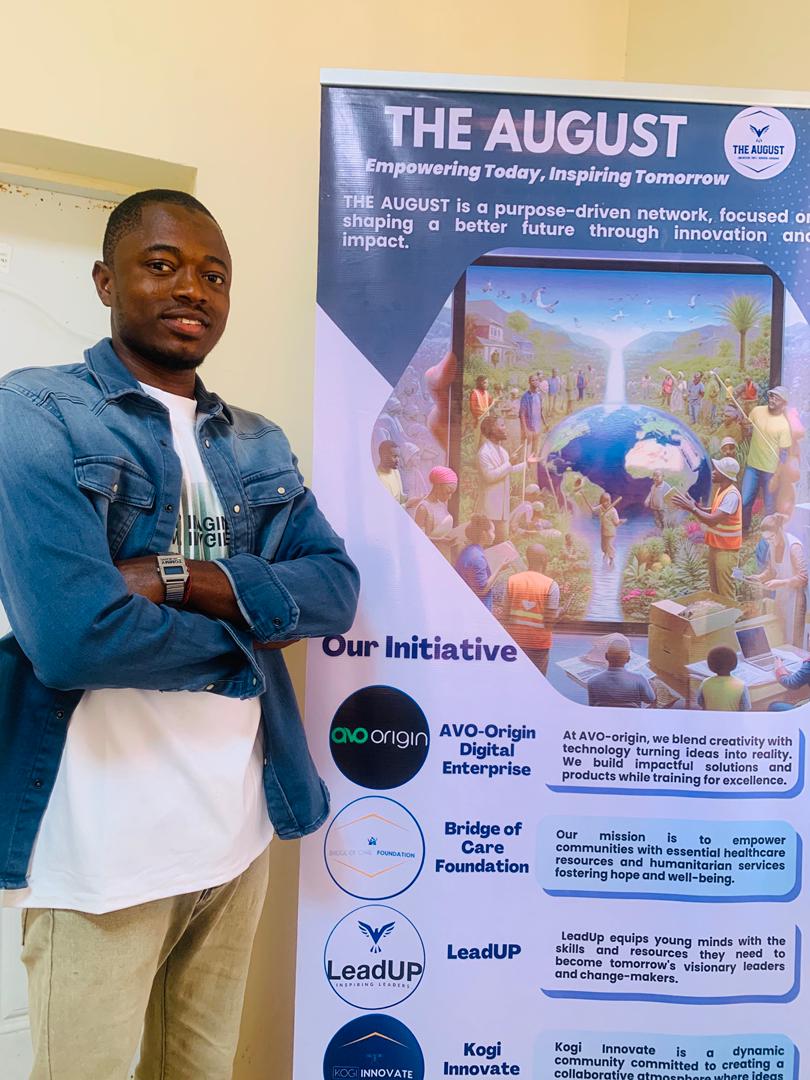 THE AUGUST
Empowering Today, Inspiring Tomorrow
THE AUGUST
THE AUGUST is a purpose-driven network, focused on
shaping a better future through innovation and
impact.
Our Initiative
avo origin
AVO-Origin
Digital
Enterprise
At AVO-origin, we blend creativity with
technology turning ideas into reality.
We build impactful solutions and
products while training for excellence.
BRIDGE OF CARE FOUNDATION
Bridge of
Care
Foundation
Our mission is to empower
communities with essential healthcare
resources and humanitarian services
fostering hope and well-being.
LeadUP
INSPIRING LEADERS
LeadUP
LeadUp equips young minds with the
skills and resources they need to
become tomorrow's visionary leaders
and change-makers.
KOGI INNOVATE
Kogi
Innovate
Kogi Innovate is a dynamic
community committed to creating a
collaborative atmosphere where ideas